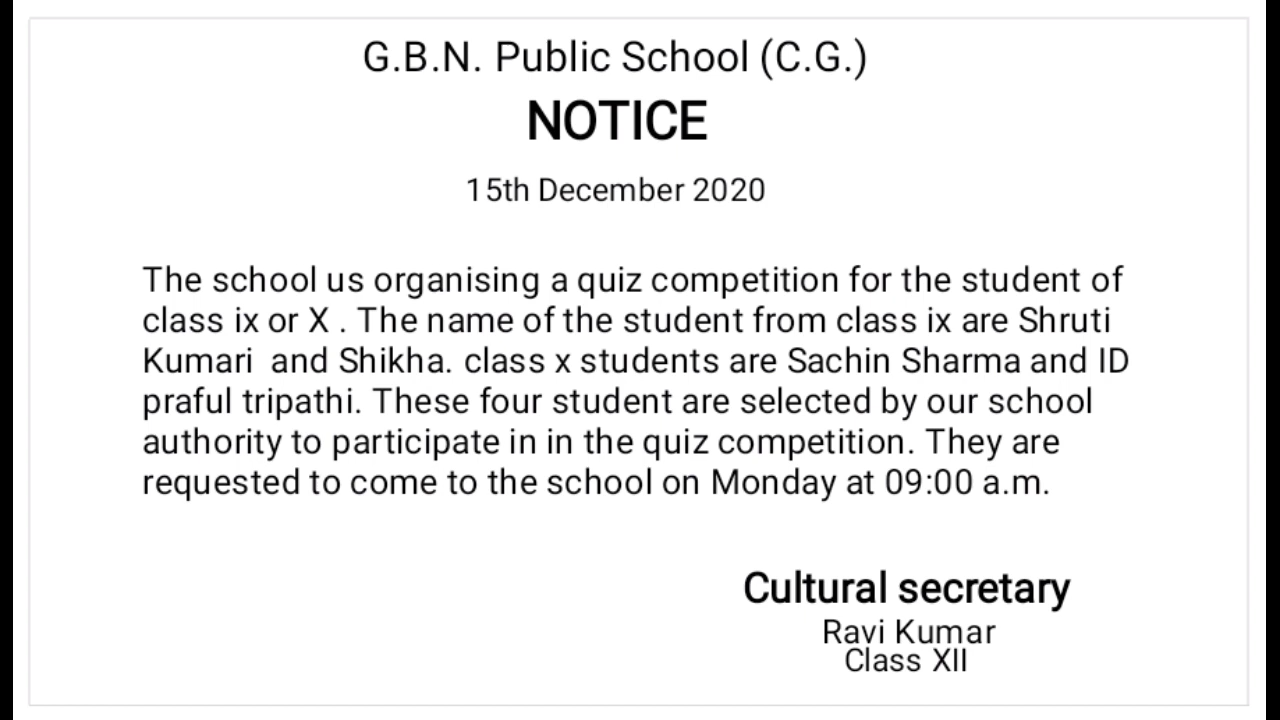 G.B.N. Public School (C.G.)
NOTICE
15th December 2020
The school us organising a quiz competition for the student of
class ix or X . The name of the student from class ix are Shruti
Kumari and Shikha. class x students are Sachin Sharma and ID
praful tripathi. These four student are selected by our school
authority to participate in in the quiz competition. They are
requested to come to the school on Monday at 09:00 a.m.
Cultural secretary
Ravi Kumar
Class XII